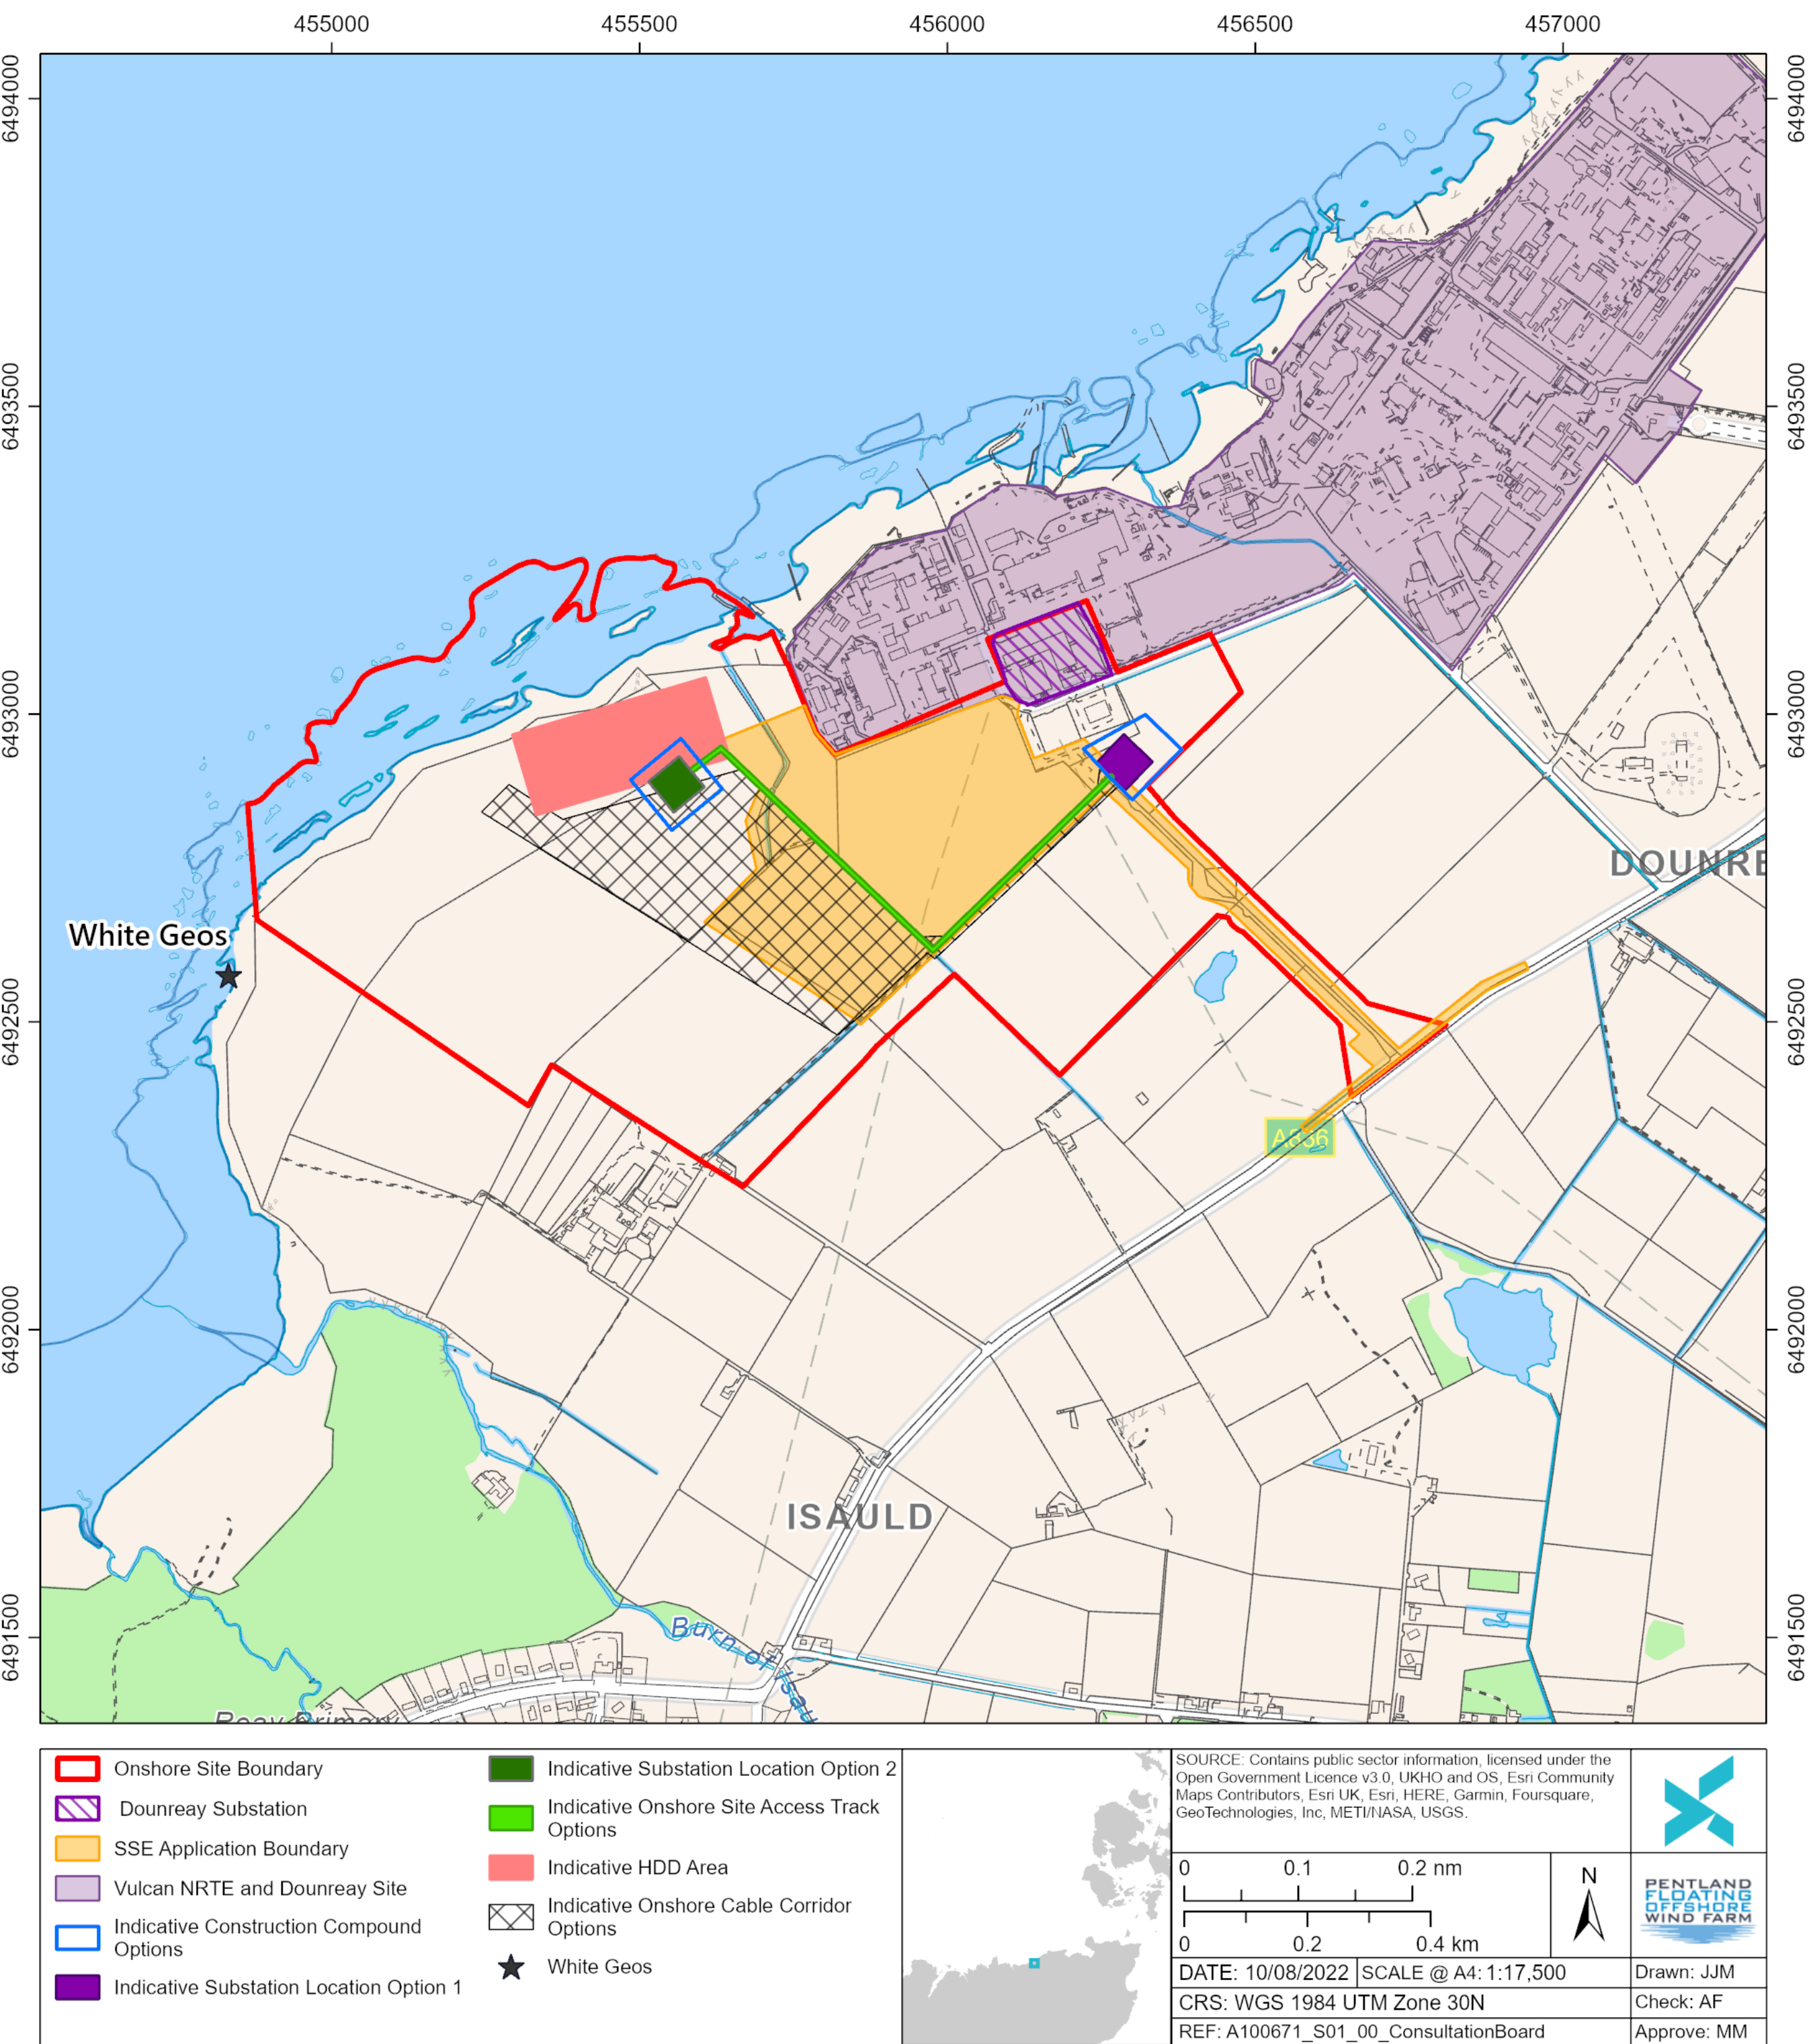 455000 455500 456000 456500 457000
6494000
6493500
6493000
6492500
6492000
6491500
6494000
6493500
6493000
6492500
6492000
6491500
White Geos
DOUNRE
A836
ISAULD
Burn of Isaul
Reay Primary
Onshore Site Boundary
Dounreay Substation
SSE Application Boundary
Vulcan NRTE and Dounreay Site
Indicative Construction Compound
Options
Indicative Substation Location Option 1
Indicative Substation Location Option 2
Indicative Onshore Site Access Track
Options
Indicative HDD Area
Indicative Onshore Cable Corridor
Options
White Geos
SOURCE: Contains public sector information, licensed under the
Open Government Licence v3.0, UKHO and OS, Esri Community
Maps Contributors, Esri UK, Esri, HERE, Garmin, Foursquare,
GeoTechnologies, Inc, METI/NASA, USGS.
0 0.1 0.2 nm
0 0.2 0.4 km
N
PENTLAND
FLOATING
OFFSHORE
WIND FARM
DATE: 10/08/2022 SCALE @ A4: 1:17,500
Drawn: JJM
CRS: WGS 1984 UTM Zone 30N
Check: AF
REF: A100671_S01_00_ConsultationBoard
Approve: MM